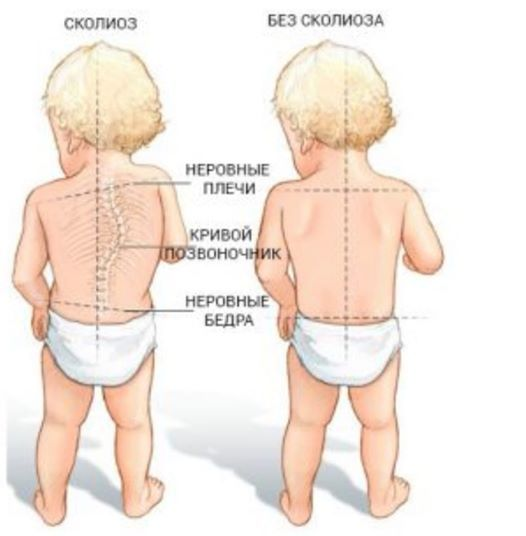 СКОЛИОЗ
БЕЗ СКОЛИОЗА
НЕРОВНЫЕ
ПЛЕЧИ
КРИВОЙ
ПОЗВОНОЧНИК
НЕРОВНЫЕ
БЕДРА